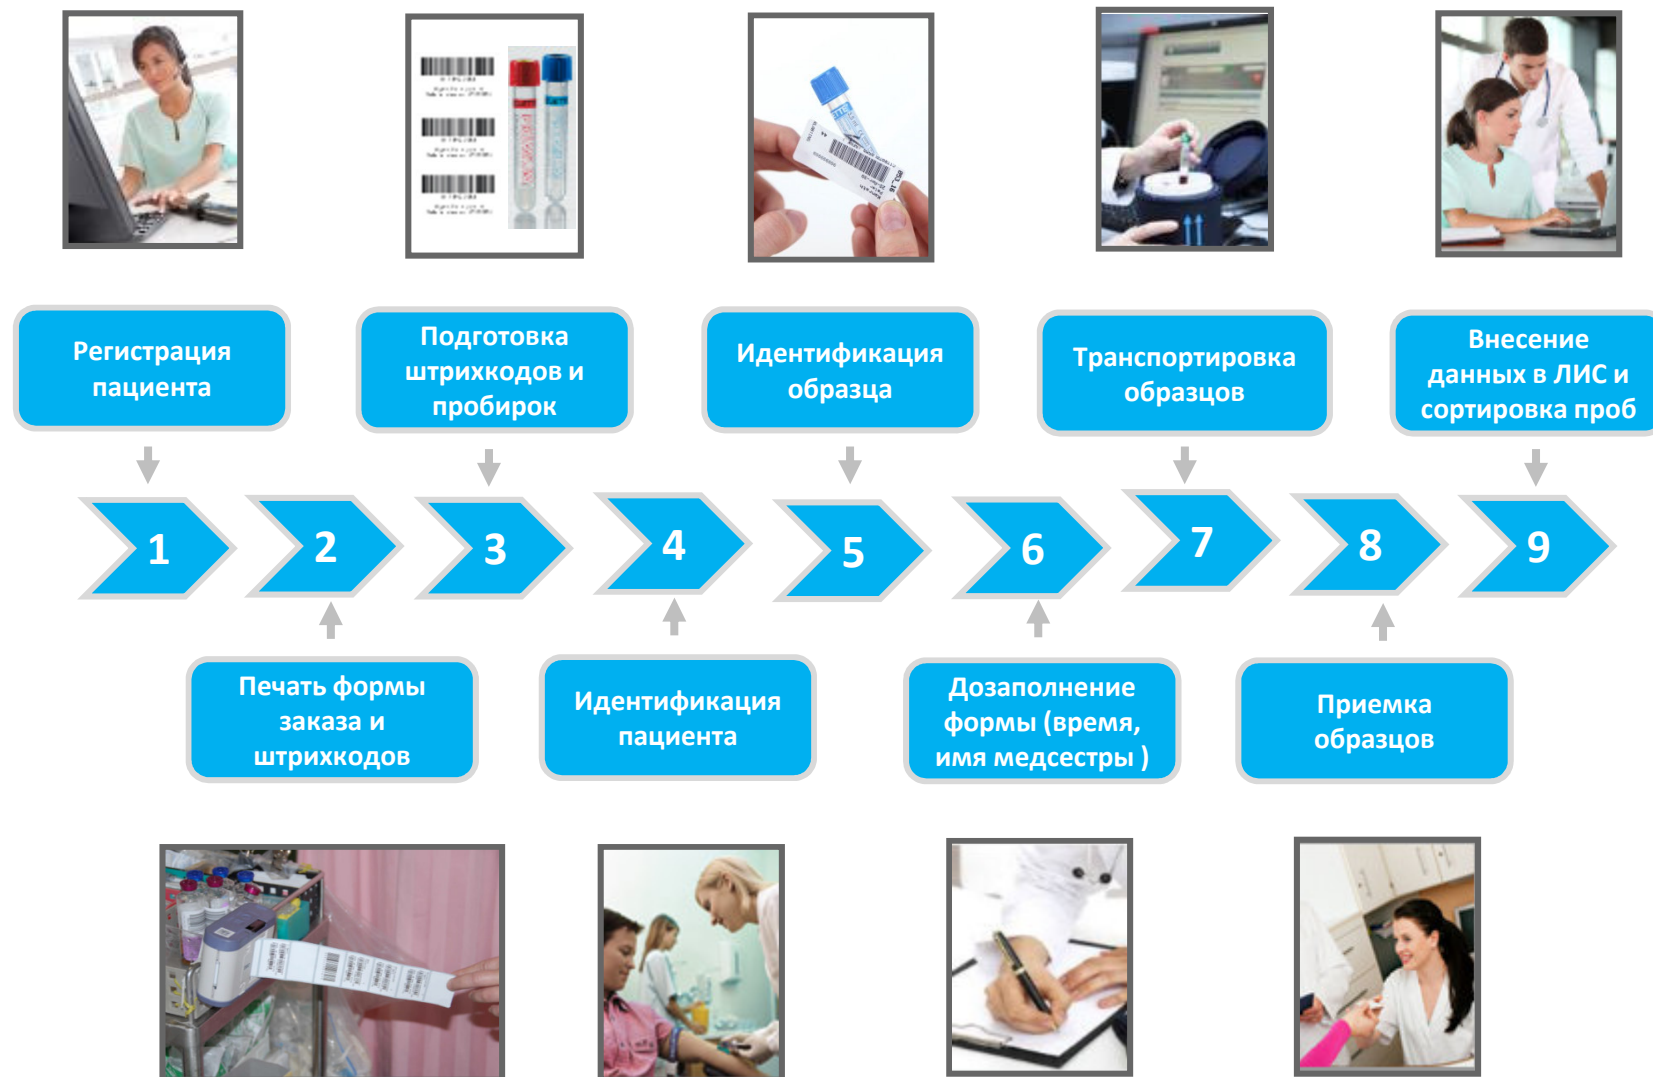 Регистрация
пациента
Подготовка
штрихкодов и
пробирок
Идентификация
образца
Транспортировка
образцов
Внесение
данных в ЛИС и
сортировка проб
1
2
3
4
5
6
7
8
9
Печать формы
заказа и
штрихкодов
Идентификация
пациента
Дозаполнение
формы (время,
имя медсестры )
Приемка
образцов